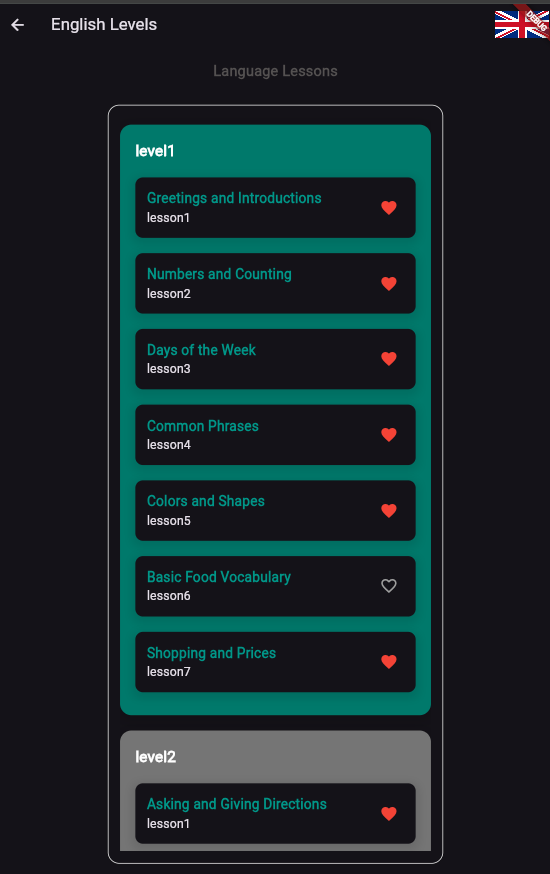 English Levels
DEBUG
Language Lessons
level1
Greetings and Introductions
lesson1
Numbers and Counting
lesson2
Days of the Week
lesson3
Common Phrases
lesson4
Colors and Shapes
lesson5
Basic Food Vocabulary
lesson6
Shopping and Prices
lesson7
level2
Asking and Giving Directions
lesson1